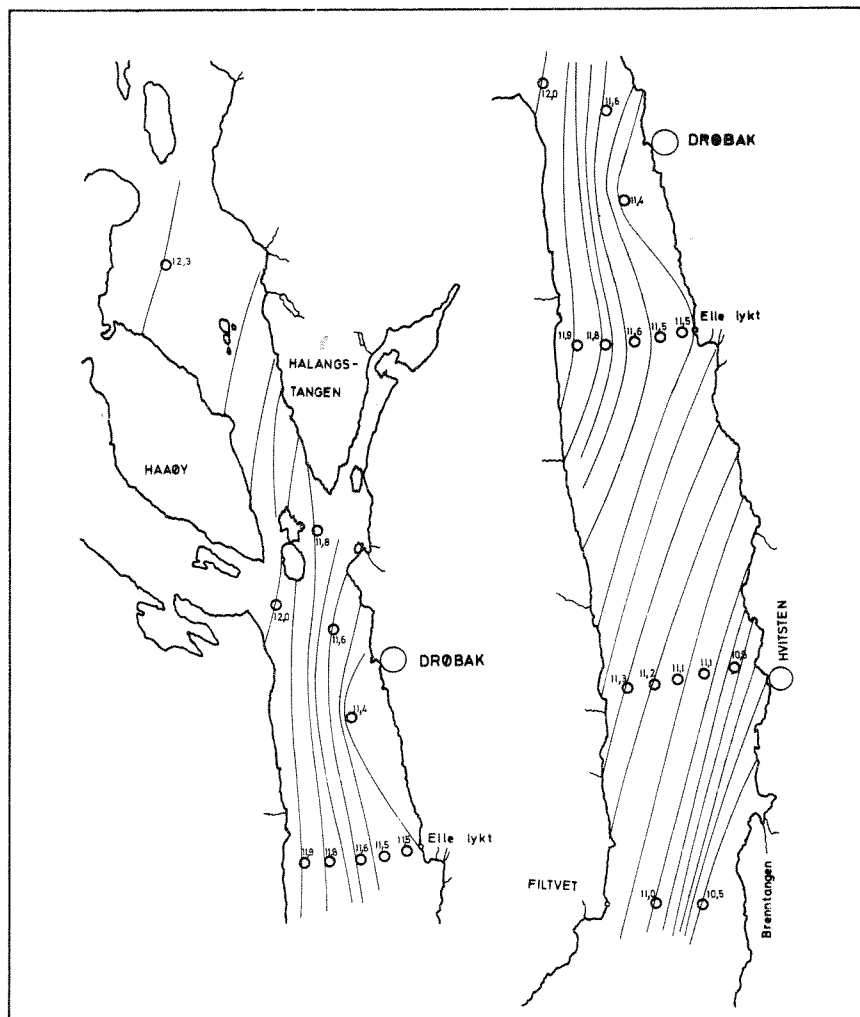 12,3
HALANGS-
TANGEN
HAAØY
11,8
12,0
11,6
DRØBAK
11,4
Elle lykt
11,9
11,8
11,6
11,5
11,5
12,0
11,6
DRØBAK
11,4
Elle lykt
11,9
11,8
11,6
11,5
11,5
HVITSTEN
11,3
11,2
11,1
11,1
FILTVET
11,0
10,5
Brenntangen